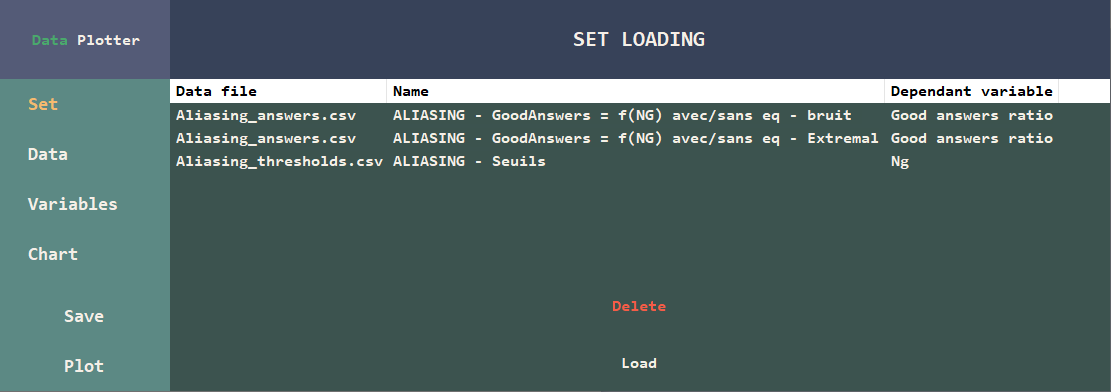 Data Plotter
SET LOADING
Set
Data
Variables
Chart
Save
Plot
Data file Name Dependant variable
Aliasing_answers.csv ALIASING - GoodAnswers = f(NG) avec/sans eq - bruit Good answers ratio
Aliasing_answers.csv ALIASING - GoodAnswers = f(NG) avec/sans eq - Extremal Good answers ratio
Aliasing_thresholds.csv ALIASING - Seuils Ng
Delete
Load